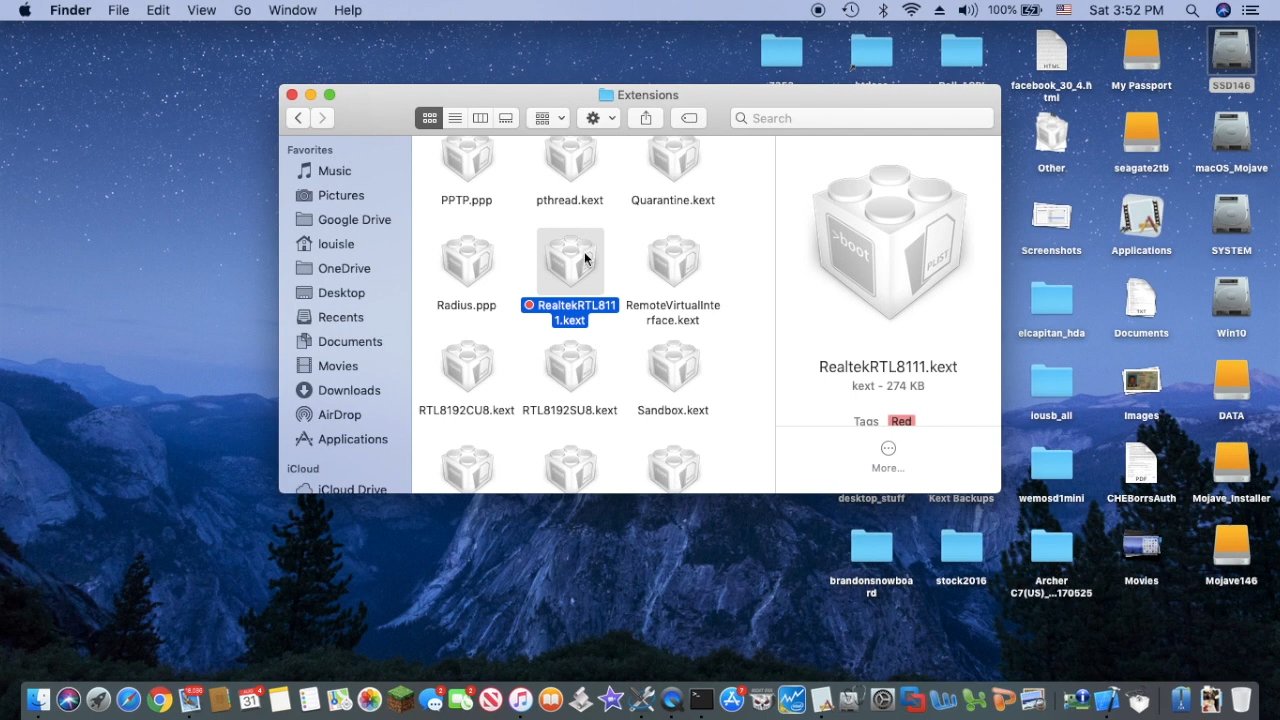 Finder File Edit View Go Window Help
100% Sat 3:52 PM
facebook_30_4.h
tml
My Passport
SSD146
Extensions
Search
Favorites
Music
Pictures
Google Drive
louisle
OneDrive
Desktop
Recents
Documents
Movies
Downloads
AirDrop
Applications
iCloud
iCloud Drive
PPTP.ppp
pthread.kext
Quarantine.kext
Radius.ppp
RealtekRTL811
1.kext
RemoteVirtualInte
rface.kext
RTL8192CU8.kext
RTL8192SU8.kext
Sandbox.kext
>boot
PLIST
RealtekRTL8111.kext
kext - 274 KB
Tags Red
More...
Other
seagate2tb
macOS_Mojave
Screenshots
Applications
SYSTEM
elcapitan_hda
Documents
Win10
iousb_all
Images
DATA
desktop_stuff
Kext Backups
wemosd1mini
CHEBorrsAuth
Mojave_Installer
brandonsnowboa
rd
stock2016
Archer
C7(US)_...170525
Movies
Mojave146